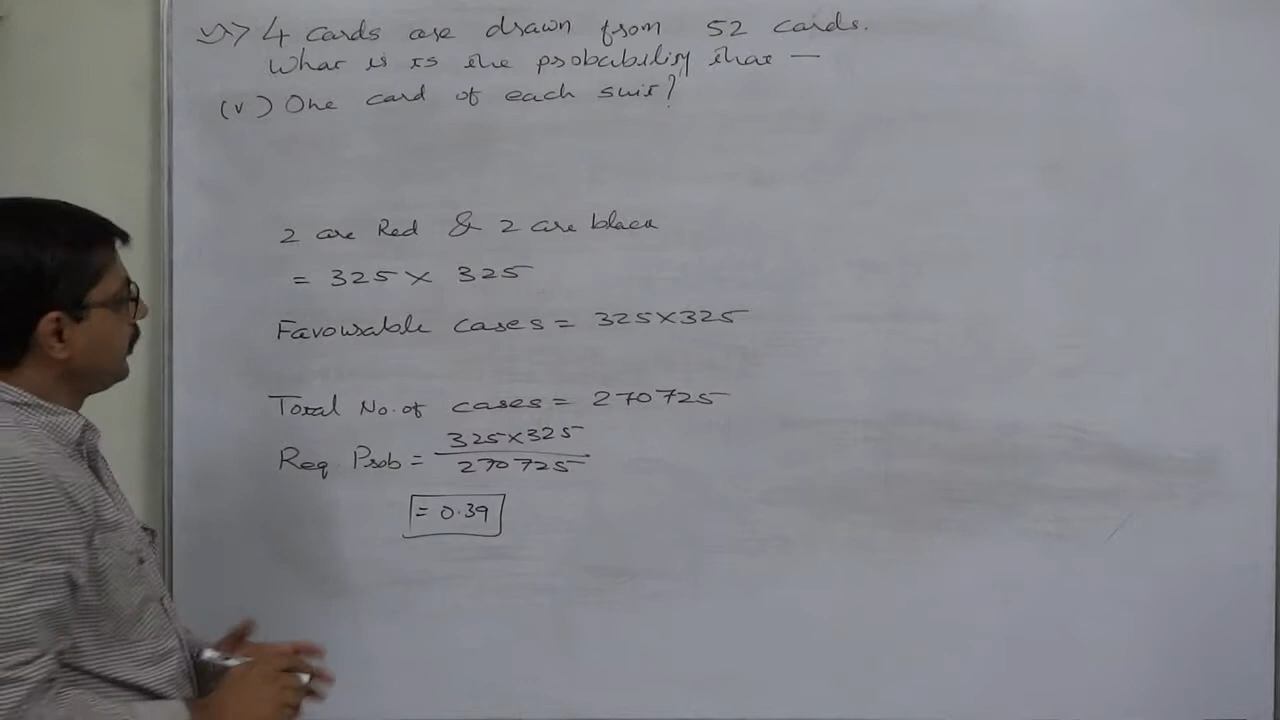 4 cards are drawn from 52 cards.
What is is the probability that —
(v) One card of each suit?
2 are Red & 2 are black
= 325 × 325
Favourable cases = 325×325
Total No. of cases = 270725
Req. Prob = 325×325
270725
= 0.39